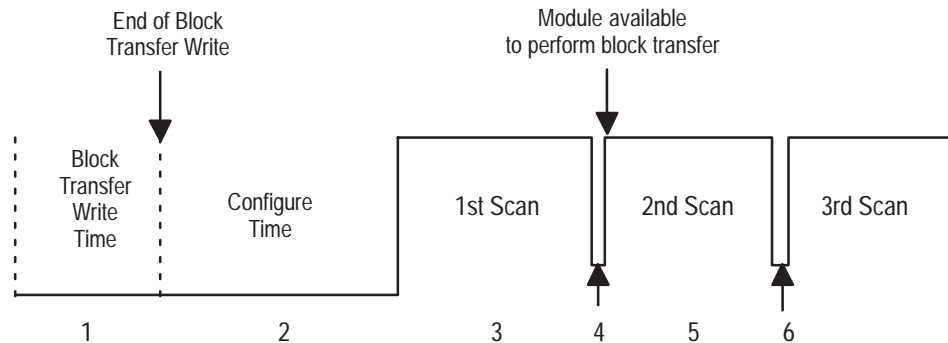 End of Block
Transfer Write
Module available
to perform block transfer
Block
Transfer
Write
Time
Configure
Time
1st Scan
2nd Scan
3rd Scan
1
2
3
4
5
6